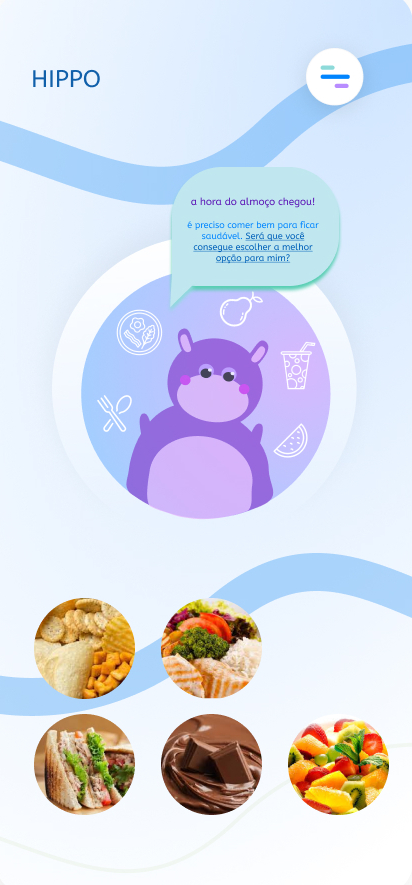 HIPPO
a hora do almoço chegou!
é preciso comer bem para ficar
saudável. Será que você
consegue escolher a melhor
opção para mim?